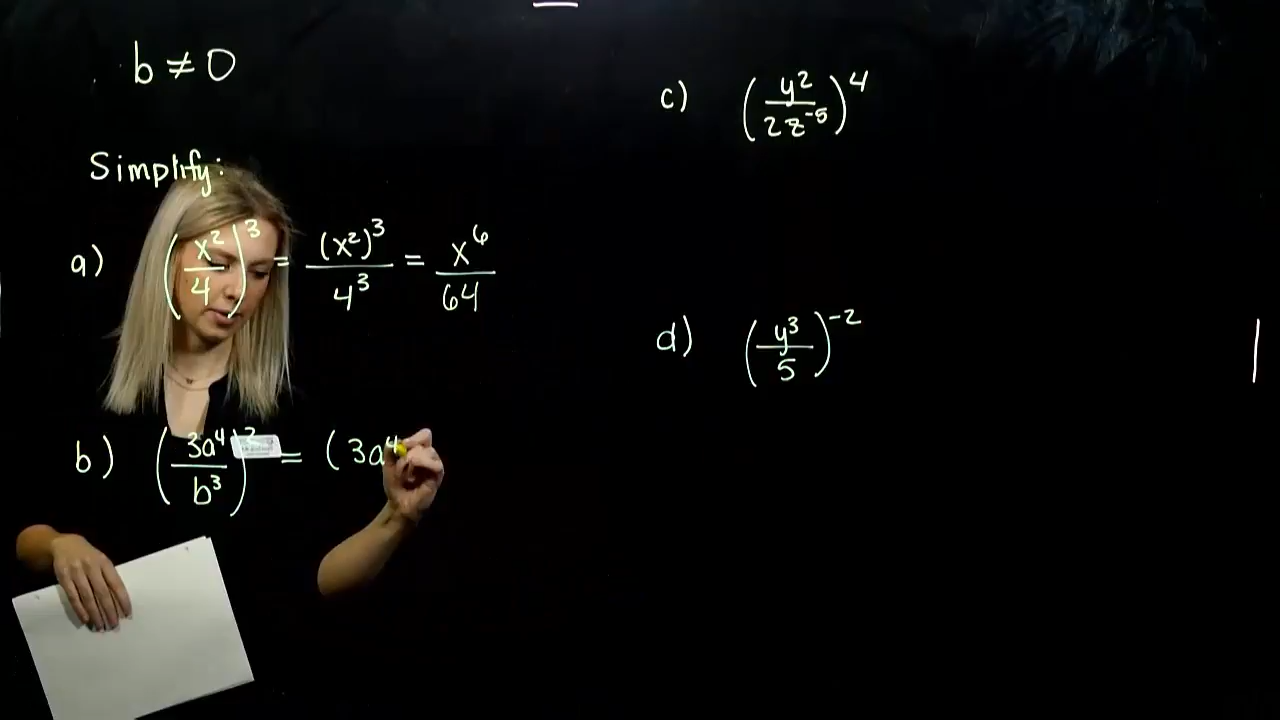 b ≠ 0
Simplify:
a) (x²/4)³ = (x²)³/4³ = x⁶/64
b) (3a⁴/b³)² = (3a⁴
c) (y²/2z⁻⁵)⁴
d) (y³/5)⁻²